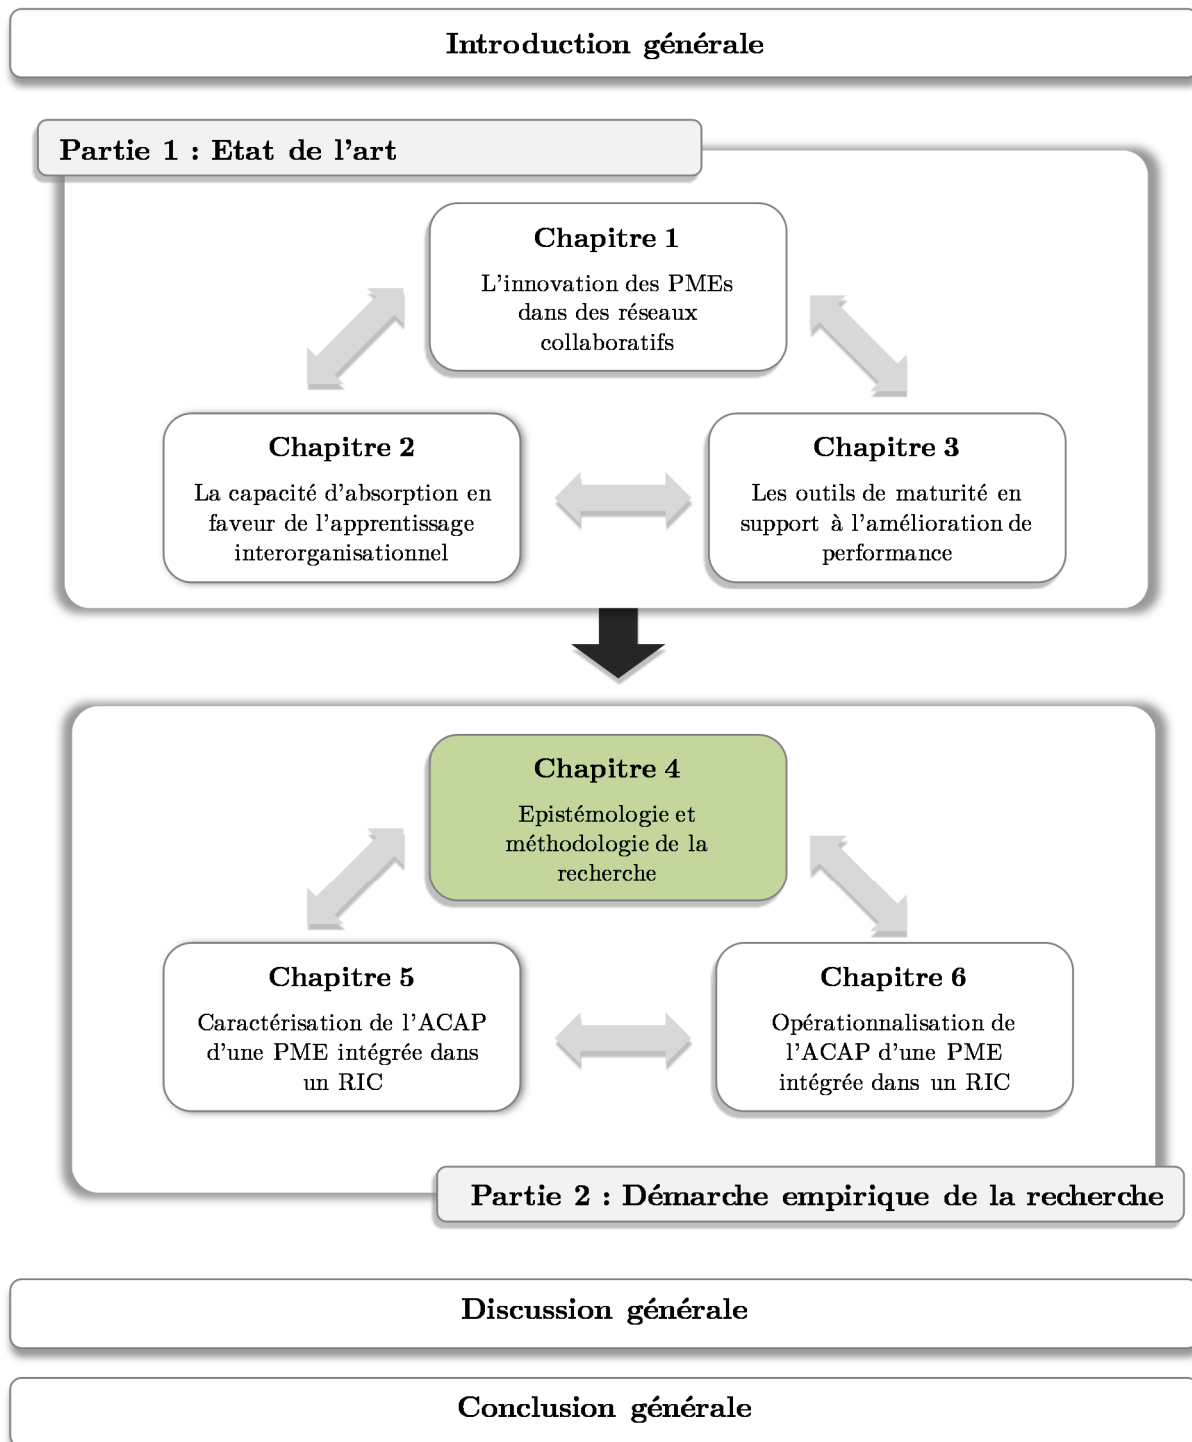 Introduction générale
Partie 1 : Etat de l'art
Chapitre 1
L'innovation des PMEs
dans des réseaux
collaboratifs
Chapitre 2
La capacité d'absorption en
faveur de l'apprentissage
interorganisationnel
Chapitre 3
Les outils de maturité en
support à l'amélioration de
performance
Chapitre 4
Epistémologie et
méthodologie de la
recherche
Chapitre 5
Caractérisation de l'ACAP
d'une PME intégrée dans
un RIC
Chapitre 6
Opérationnalisation de
l'ACAP d'une PME
intégrée dans un RIC
Partie 2 : Démarche empirique de la recherche
Discussion générale
Conclusion générale